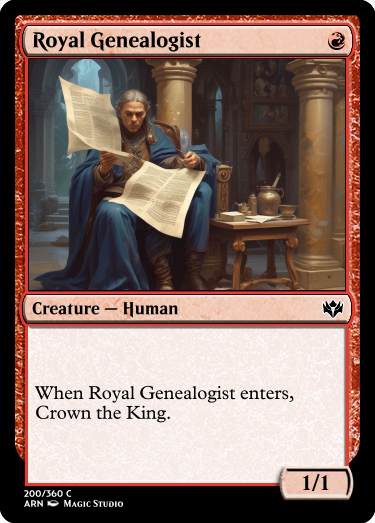 Royal Genealogist
Creature — Human
When Royal Genealogist enters,
Crown the King.
1/1
200/360 C
ARN Magic Studio